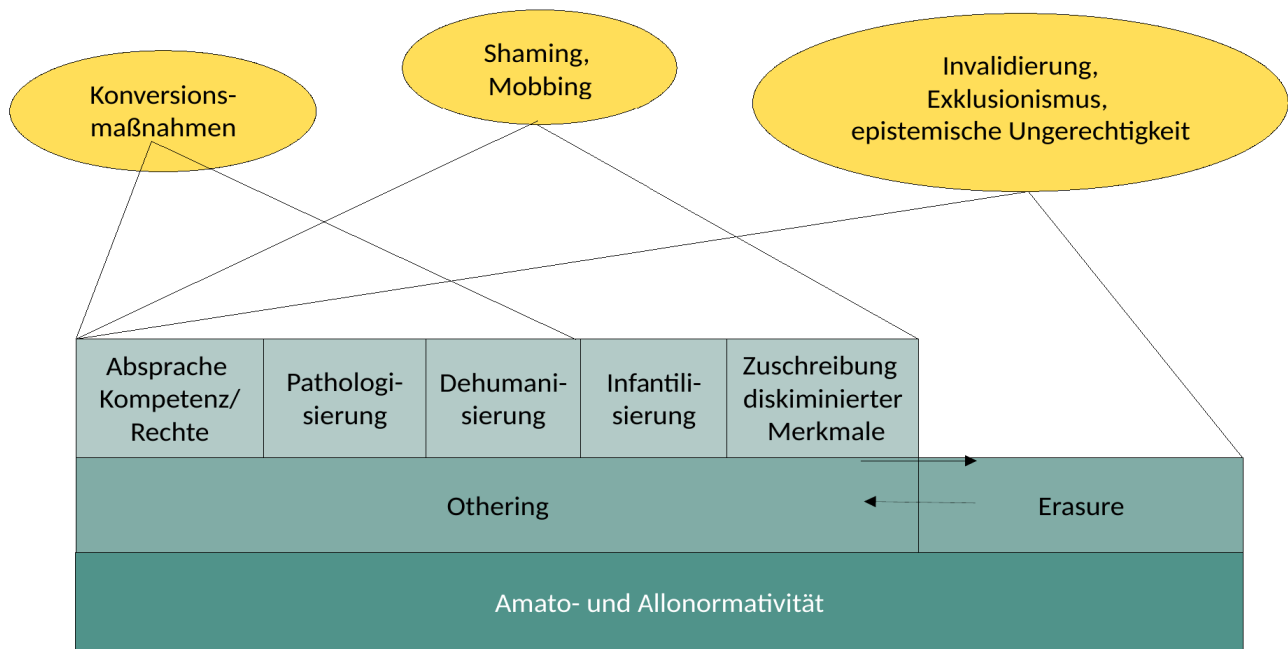 Konversions-
maßnahmen
Shaming,
Mobbing
Invalidierung,
Exklusionismus,
epistemische Ungerechtigkeit
Absprache
Kompetenz/
Rechte
Pathologi-
sierung
Dehumani-
sierung
Infantili-
sierung
Zuschreibung
diskiminierter
Merkmale
Othering
Erasure
Amato- und Allonormativität